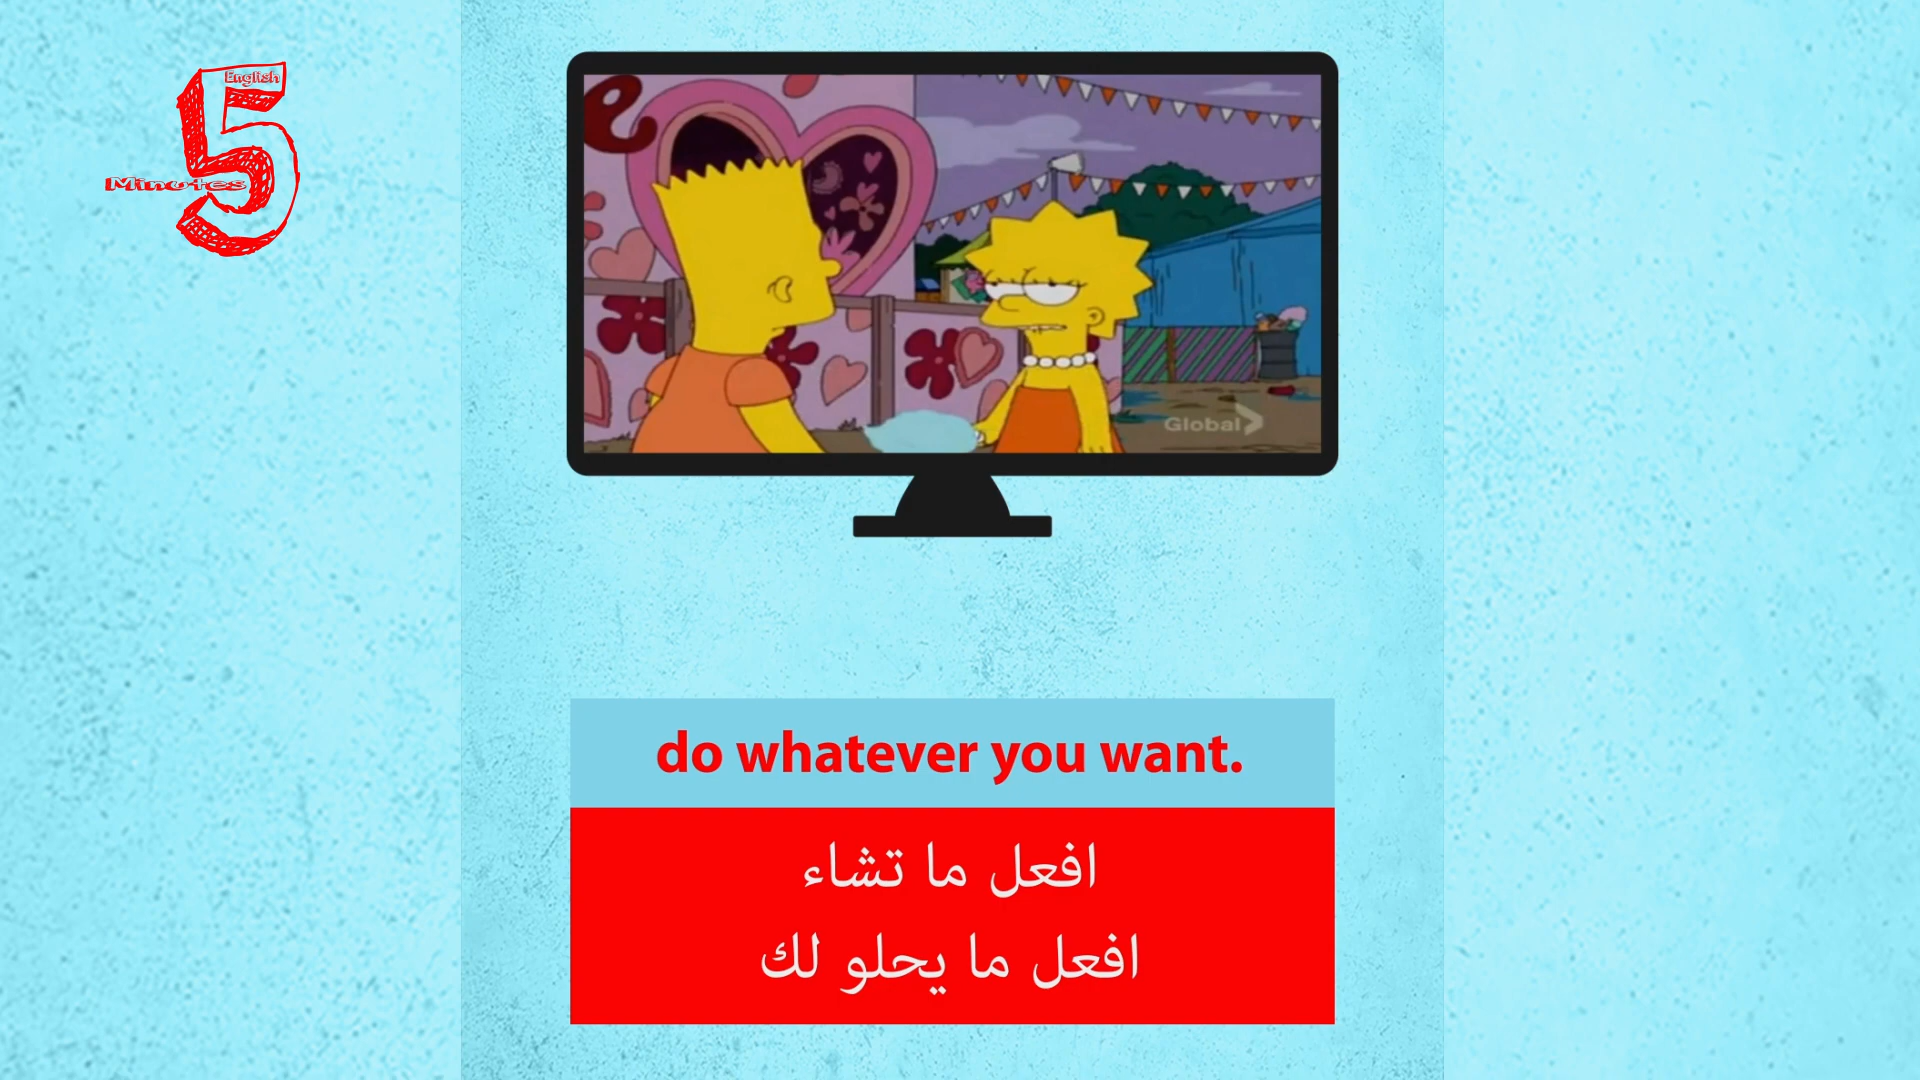 English
5
Minutes
e
Global
do whatever you want.
افعل ما تشاء
افعل ما يحلو لك